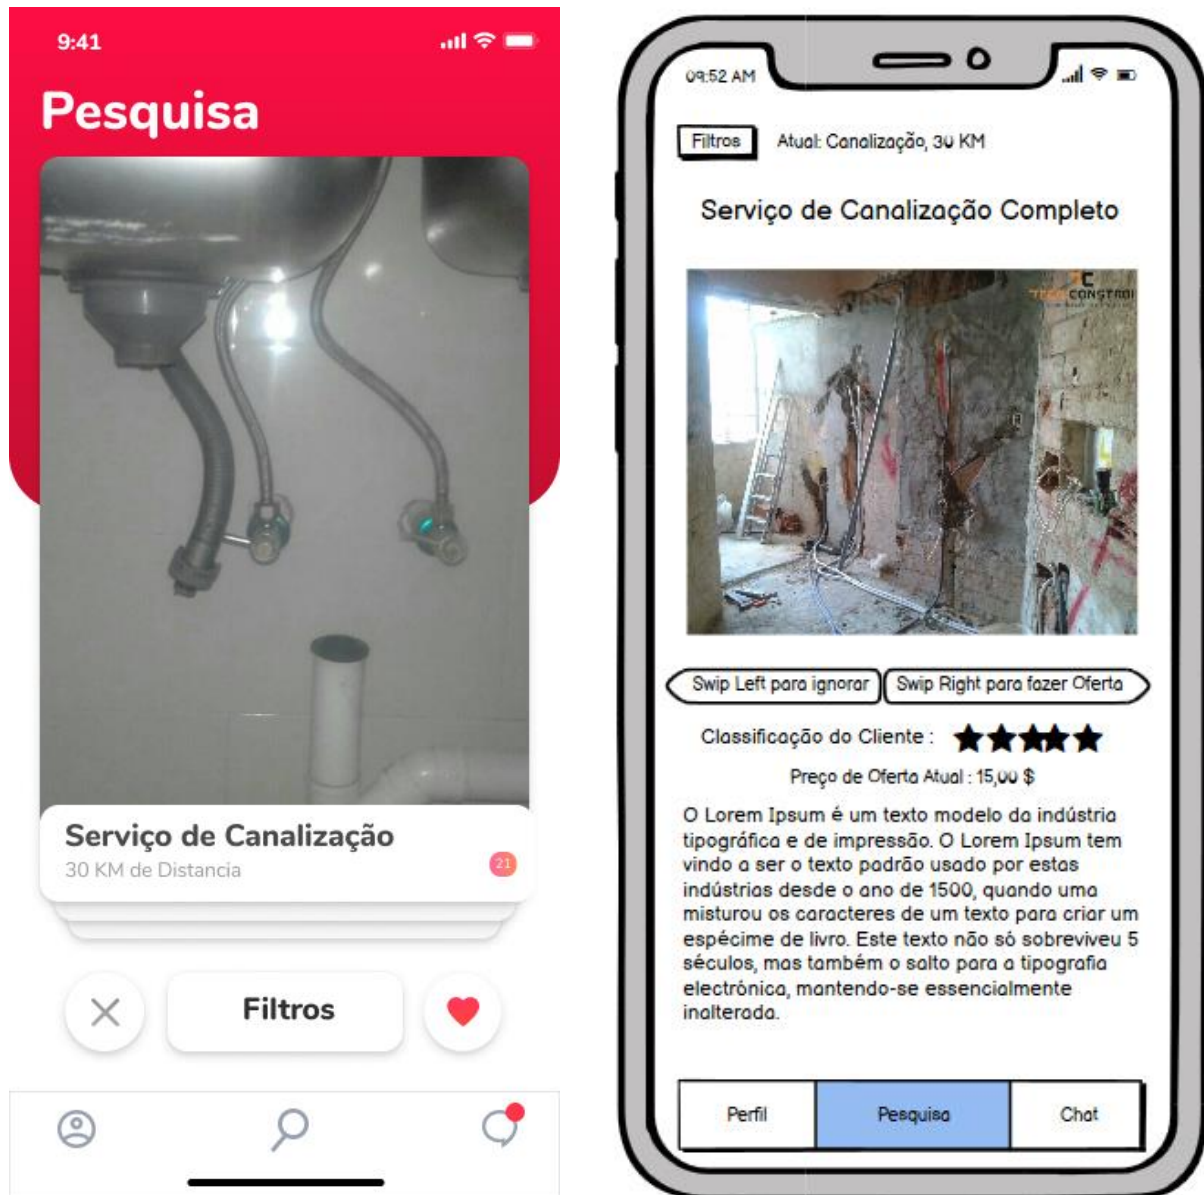 9:41
Pesquisa
Serviço de Canalização
30 KM de Distancia
21
Filtros
09:52 AM
Filtros
Atual: Canalização, 30 KM
Serviço de Canalização Completo
CONSTROI
Swip Left para ignorar
Swip Right para fazer Oferta
Classificação do Cliente :
Preço de Oferta Atual : 15,00 $
O Lorem Ipsum é um texto modelo da indústria
tipográfica e de impressão. O Lorem Ipsum tem
vindo a ser o texto padrão usado por estas
indústrias desde o ano de 1500, quando uma
misturou os caracteres de um texto para criar um
espécime de livro. Este texto não só sobreviveu 5
séculos, mas também o salto para a tipografia
electrónica, mantendo-se essencialmente
inalterada.
Perfil
Pesquisa
Chat